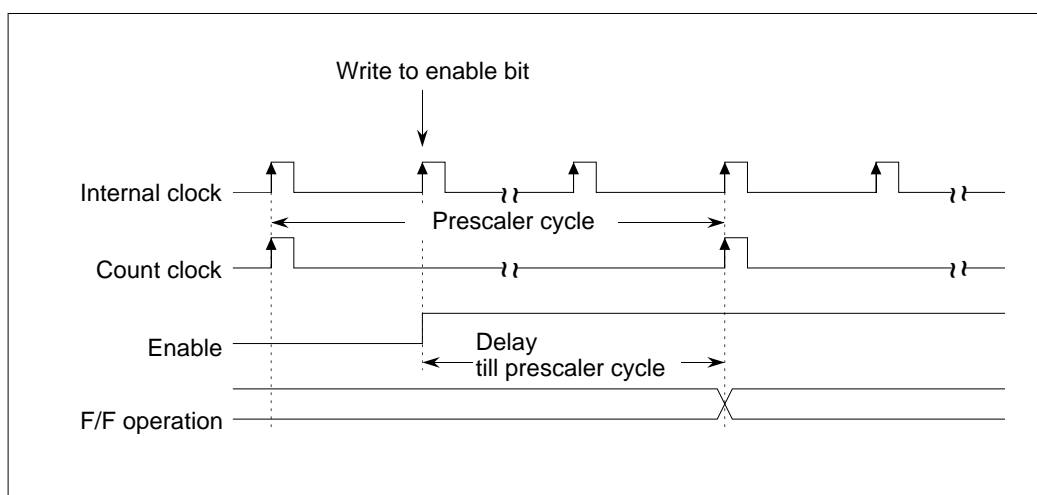 Write to enable bit
Internal clock
Prescaler cycle
Count clock
Enable
Delay
till prescaler cycle
F/F operation